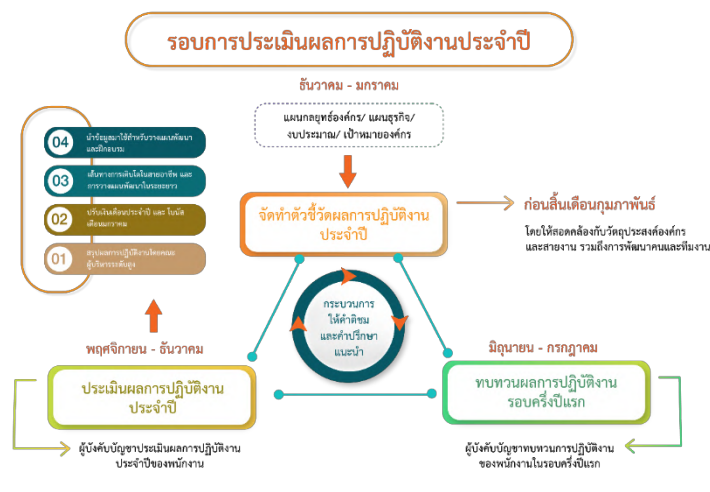 รอบการประเมินผลการปฏิบัติงานประจำปี
ธันวาคม - มกราคม
แผนกลยุทธ์องค์กร/ แผนธุรกิจ/
งบประมาณ/ เป้าหมายองค์กร
04
นำข้อมูลมาใช้สำหรับวางแผนพัฒนา
และฝึกอบรม
03
เส้นทางการเติบโตในสายอาชีพ และ
การวางแผนพัฒนาในระยะยาว
02
ปรับเงินเดือนประจำปี และ โบนัส
เดือนมกราคม
01
สรุปผลการปฏิบัติงานโดยคณะ
ผู้บริหารระดับสูง
จัดทำตัวชี้วัดผลการปฏิบัติงาน
ประจำปี
ก่อนสิ้นเดือนกุมภาพันธ์
โดยให้สอดคล้องกับวัตถุประสงค์องค์กร
และสายงาน รวมถึงการพัฒนาคนและทีมงาน
กระบวนการ
ให้คำติชม
และคำปรึกษา
แนะนำ
พฤศจิกายน - ธันวาคม
ประเมินผลการปฏิบัติงาน
ประจำปี
ผู้บังคับบัญชาประเมินผลการปฏิบัติงาน
ประจำปีของพนักงาน
มิถุนายน - กรกฎาคม
ทบทวนผลการปฏิบัติงาน
รอบครึ่งปีแรก
ผู้บังคับบัญชาทบทวนการปฏิบัติงาน
ของพนักงานในรอบครึ่งปีแรก